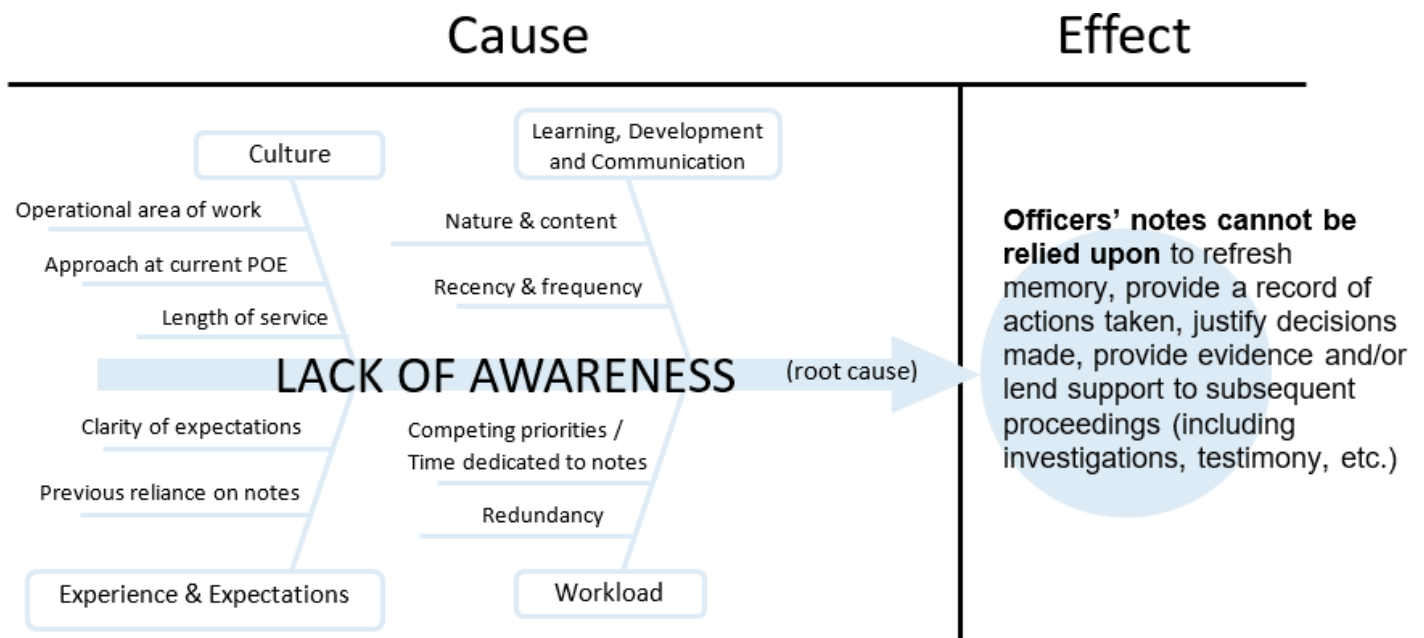 Cause
Effect
Culture
Learning, Development
and Communication
Operational area of work
Approach at current POE
Length of service
Nature & content
Recency & frequency
LACK OF AWARENESS
(root cause)
Clarity of expectations
Previous reliance on notes
Competing priorities /
Time dedicated to notes
Redundancy
Experience & Expectations
Workload
Officers’ notes cannot be
relied upon to refresh
memory, provide a record of
actions taken, justify decisions
made, provide evidence and/or
lend support to subsequent
proceedings (including
investigations, testimony, etc.)